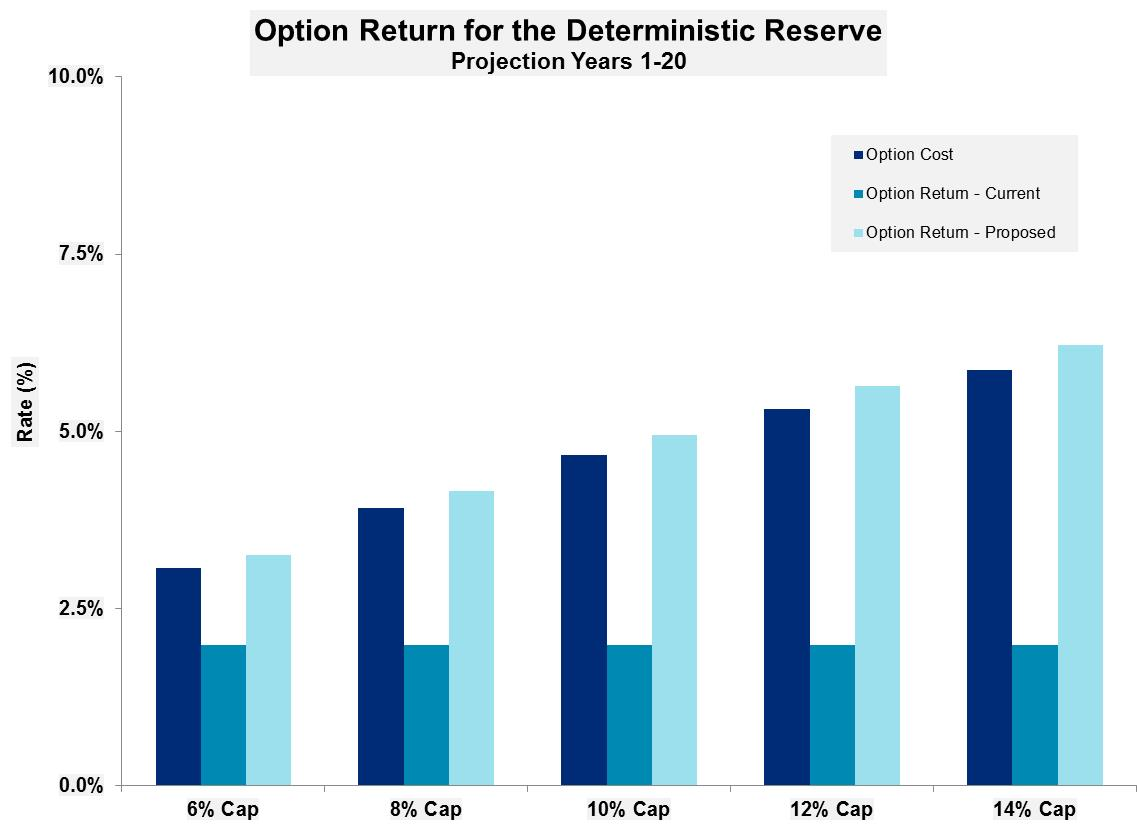 Option Return for the Deterministic Reserve
Projection Years 1-20
10.0%
7.5%
5.0%
2.5%
0.0%
Rate (%)
Option Cost
Option Return - Current
Option Return - Proposed
6% Cap
8% Cap
10% Cap
12% Cap
14% Cap